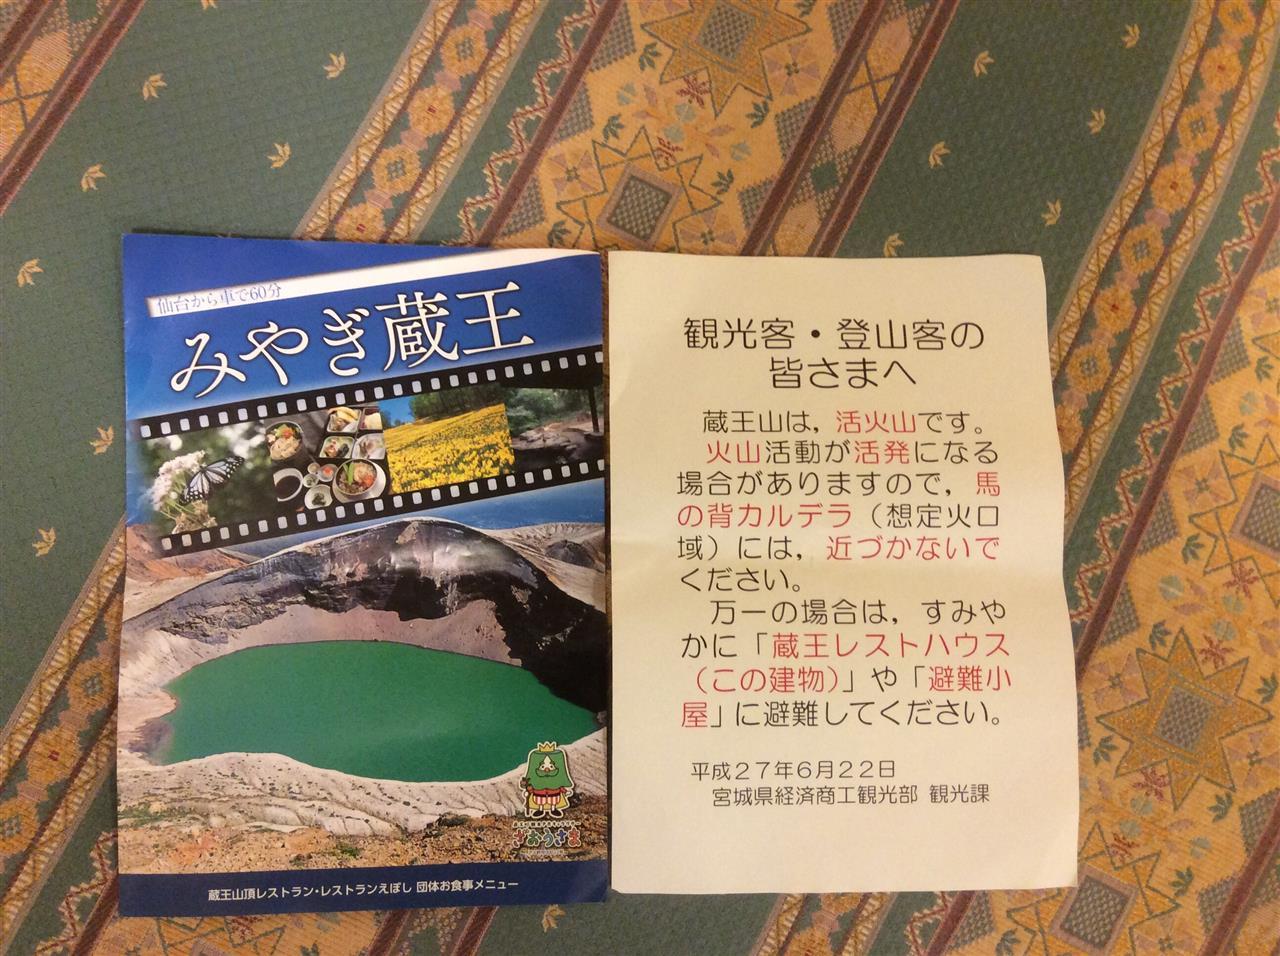 仙台から車で60分
みやぎ蔵王
ざおうさま
蔵王山頂レストラン・レストランえぼし 団体お食事メニュー
観光客・登山客の
皆さまへ
蔵王山は，活火山です。
火山活動が活発になる
場合がありますので，馬
の背カルデラ（想定火口
域）には，近づかないで
ください。
万一の場合は，すみや
かに「蔵王レストハウス
（この建物）」や「避難小
屋」に避難してください。
平成２７年６月２２日
宮城県経済商工観光部 観光課